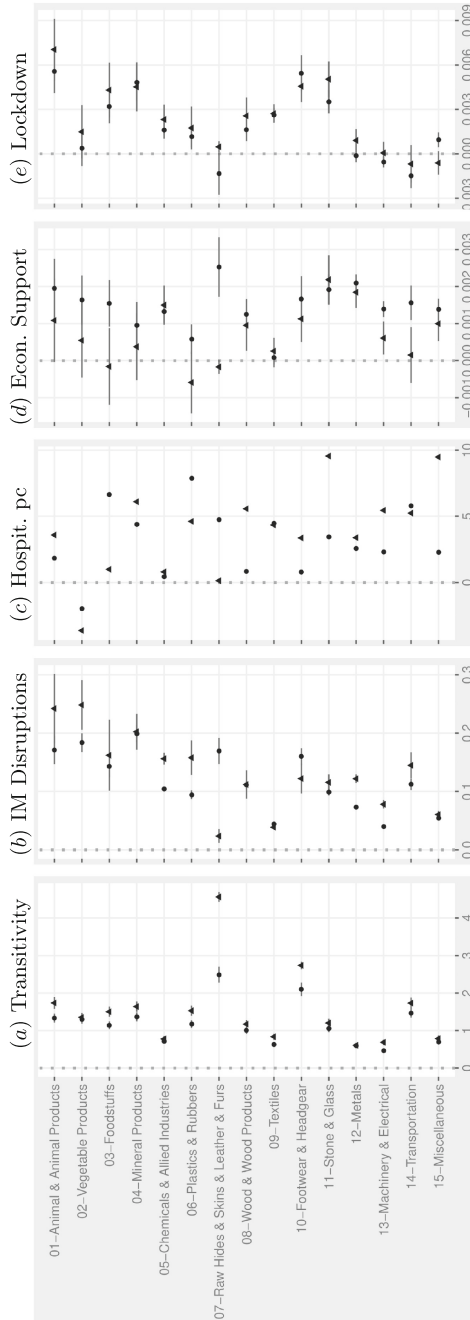 (a) Transitivity
(b) IM Disruptions
(c) Hospit. pc
(d) Econ. Support
(e) Lockdown
01−Animal & Animal Products
02−Vegetable Products
03−Foodstuffs
04−Mineral Products
05−Chemicals & Allied Industries
06−Plastics & Rubbers
07−Raw Hides & Skins & Leather & Furs
08−Wood & Wood Products
09−Textiles
10−Footwear & Headgear
11−Stone & Glass
12−Metals
13−Machinery & Electrical
14−Transportation
15−Miscellaneous
0 1 2 3 4
0.0 0.1 0.2 0.3
0 5 10
−0.001 0.000 0.001 0.002 0.003
0.003 0.000 0.003 0.006 0.009